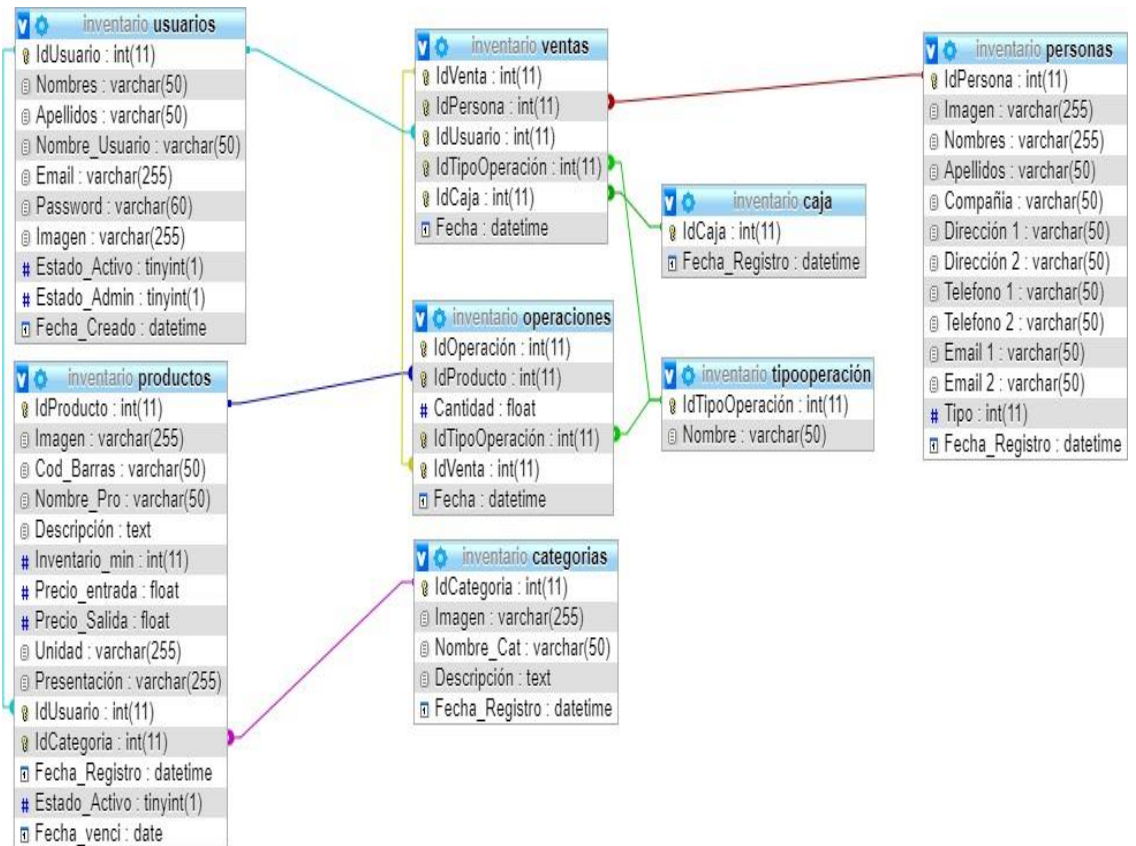 inventario usuarios
IdUsuario : int(11)
Nombres : varchar(50)
Apellidos : varchar(50)
Nombre_Usuario : varchar(50)
Email : varchar(255)
Password : varchar(60)
Imagen : varchar(255)
Estado_Activo : tinyint(1)
Estado_Admin : tinyint(1)
Fecha_Creado : datetime
inventario productos
IdProducto : int(11)
Imagen : varchar(255)
Cod_Barras : varchar(50)
Nombre_Pro : varchar(50)
Descripción : text
Inventario_min : int(11)
Precio_entrada : float
Precio_Salida : float
Unidad : varchar(255)
Presentación : varchar(255)
IdUsuario : int(11)
IdCategoria : int(11)
Fecha_Registro : datetime
Estado_Activo : tinyint(1)
Fecha_venci : date
inventario ventas
IdVenta : int(11)
IdPersona : int(11)
IdUsuario : int(11)
IdTipoOperación : int(11)
IdCaja : int(11)
Fecha : datetime
inventario operaciones
IdOperación : int(11)
IdProducto : int(11)
Cantidad : float
IdTipoOperación : int(11)
IdVenta : int(11)
Fecha : datetime
inventario categorias
IdCategoria : int(11)
Imagen : varchar(255)
Nombre_Cat : varchar(50)
Descripción : text
Fecha_Registro : datetime
inventario caja
IdCaja : int(11)
Fecha_Registro : datetime
inventario tipooperación
IdTipoOperación : int(11)
Nombre : varchar(50)
inventario personas
IdPersona : int(11)
Imagen : varchar(255)
Nombres : varchar(255)
Apellidos : varchar(50)
Compañia : varchar(50)
Dirección 1 : varchar(50)
Dirección 2 : varchar(50)
Telefono 1 : varchar(50)
Telefono 2 : varchar(50)
Email 1 : varchar(50)
Email 2 : varchar(50)
Tipo : int(11)
Fecha_Registro : datetime